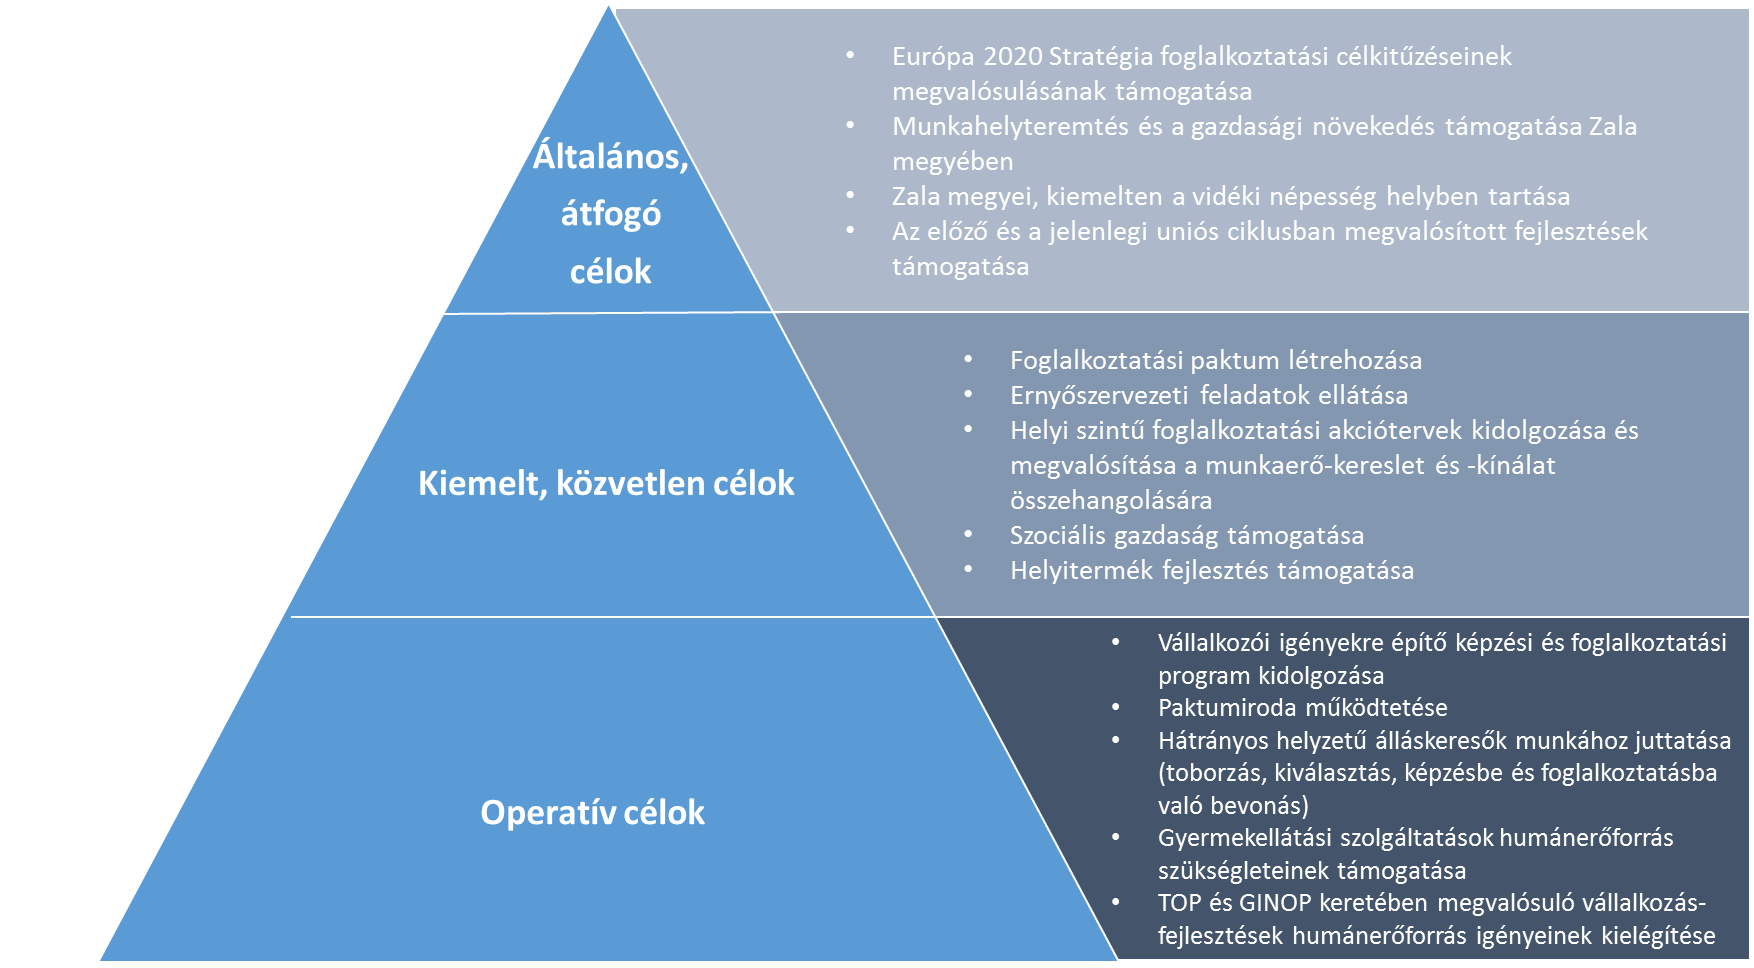 Általános,
átfogó
célok
• Európa 2020 Stratégia foglalkoztatási célkitűzéseinek
megvalósulásának támogatása
• Munkahelyteremtés és a gazdasági növekedés támogatása Zala
megyében
• Zala megyei, kiemelten a vidéki népesség helyben tartása
• Az előző és a jelenlegi uniós ciklusban megvalósított fejlesztések
támogatása
Kiemelt, közvetlen célok
• Foglalkoztatási paktum létrehozása
• Ernyőszervezeti feladatok ellátása
• Helyi szintű foglalkoztatási akciótervek kidolgozása és
megvalósítása a munkaerő-kereslet és -kínálat
összehangolására
• Szociális gazdaság támogatása
• Helyitermék fejlesztés támogatása
Operatív célok
• Vállalkozói igényekre építő képzési és foglalkoztatási
program kidolgozása
• Paktumiroda működtetése
• Hátrányos helyzetű álláskeresők munkához juttatása
(toborzás, kiválasztás, képzésbe és foglalkoztatásba
való bevonás)
• Gyermekellátási szolgáltatások humánerőforrás
szükségleteinek támogatása
• TOP és GINOP keretében megvalósuló vállalkozás-
fejlesztések humánerőforrás igényeinek kielégítése